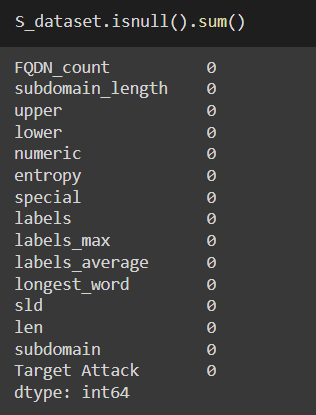 S_dataset.isnull().sum()
FQDN_count 0
subdomain_length 0
upper 0
lower 0
numeric 0
entropy 0
special 0
labels 0
labels_max 0
labels_average 0
longest_word 0
sld 0
len 0
subdomain 0
Target Attack 0
dtype: int64